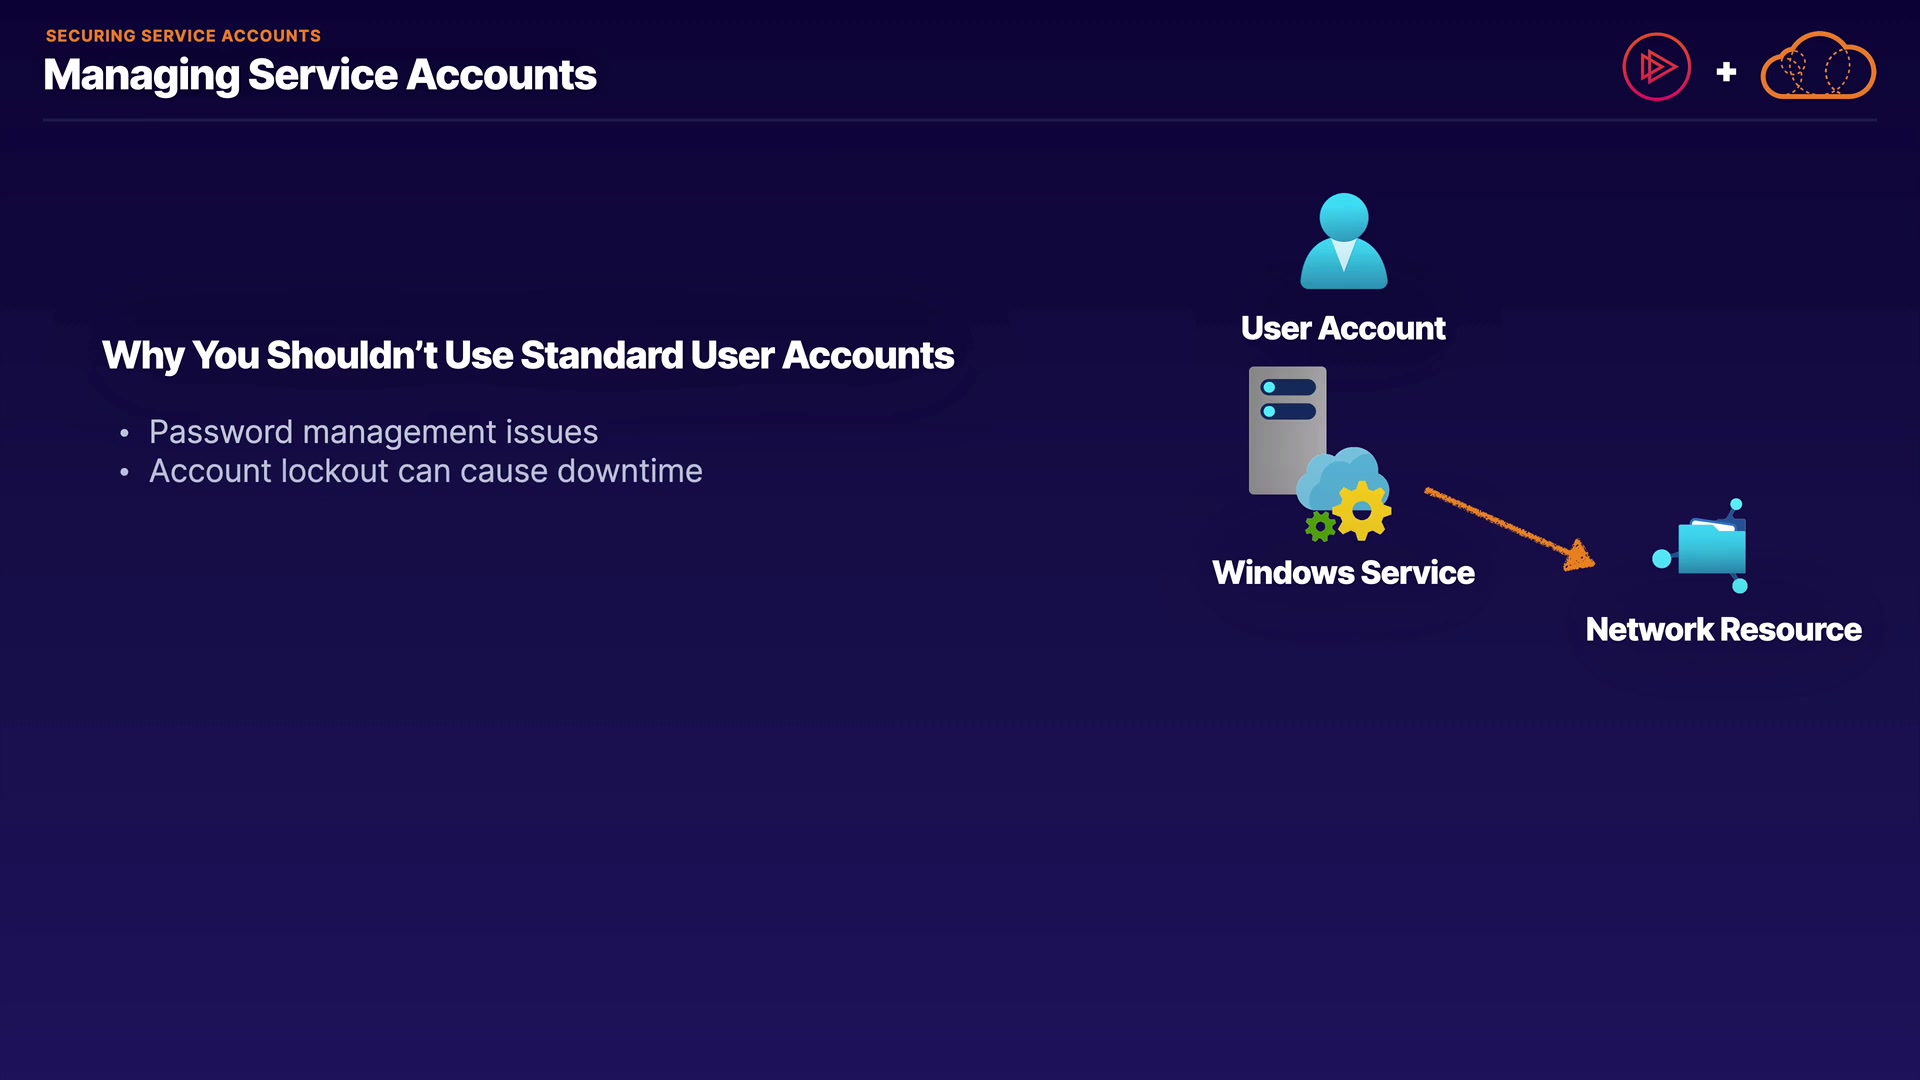 SECURING SERVICE ACCOUNTS
Managing Service Accounts
Why You Shouldn’t Use Standard User Accounts
• Password management issues
• Account lockout can cause downtime
User Account
Windows Service
Network Resource